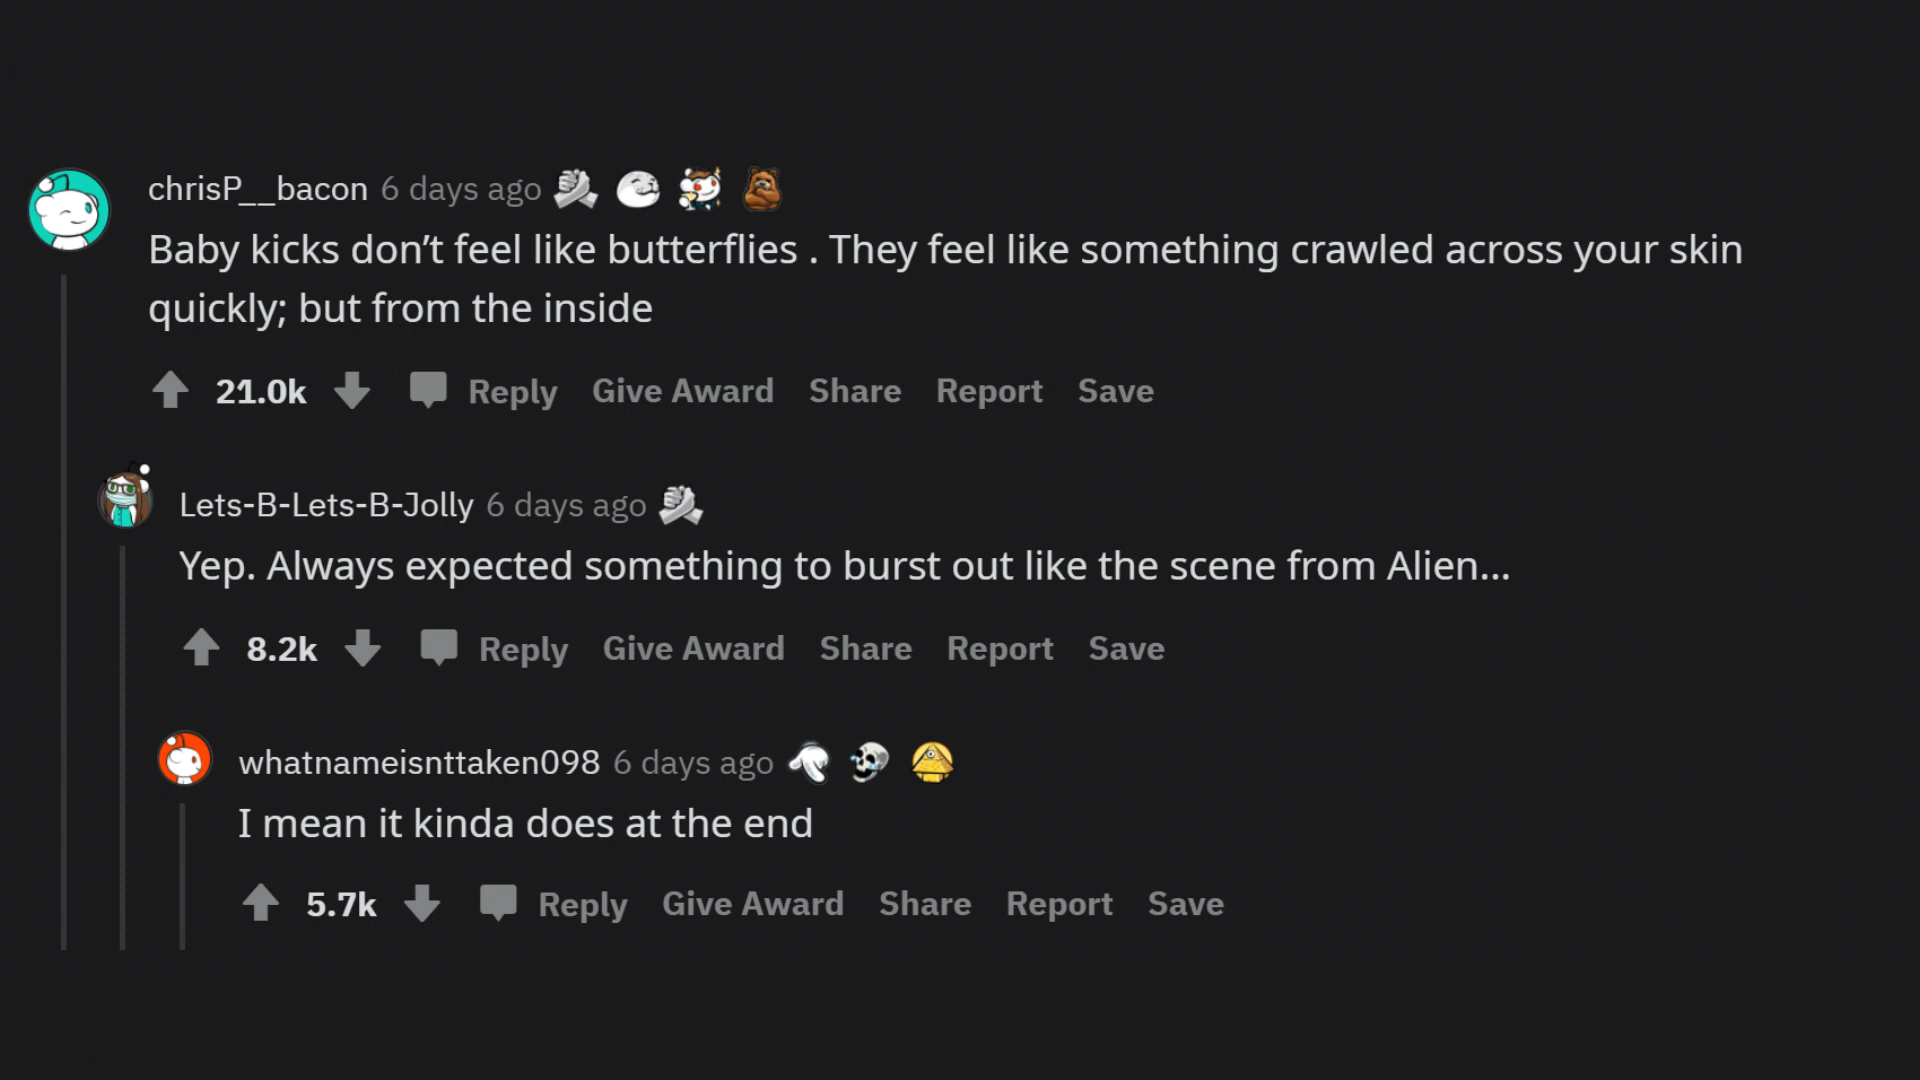 chrisP__bacon 6 days ago
Baby kicks don’t feel like butterflies . They feel like something crawled across your skin
quickly; but from the inside
21.0k Reply Give Award Share Report Save
Lets-B-Lets-B-Jolly 6 days ago
Yep. Always expected something to burst out like the scene from Alien...
8.2k Reply Give Award Share Report Save
whatnameisnttaken098 6 days ago
I mean it kinda does at the end
5.7k Reply Give Award Share Report Save